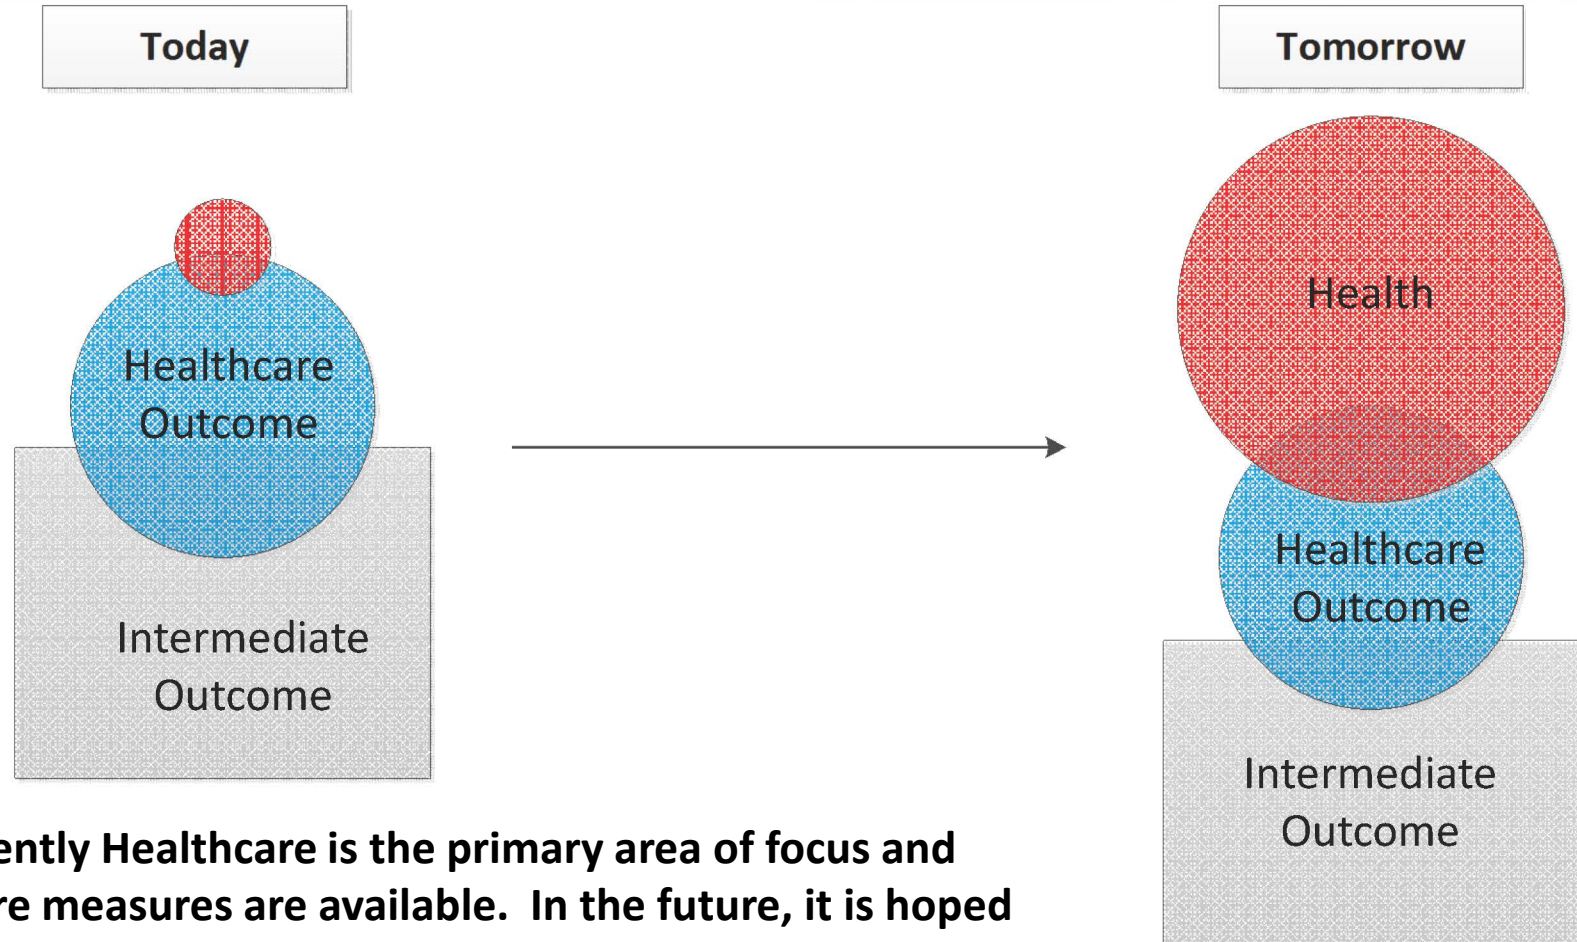 Today
Tomorrow
Healthcare
Outcome
Intermediate
Outcome
Health
Healthcare
Outcome
Intermediate
Outcome
Healthcare is the primary area of focus and
measures are available. In the future, it is hoped